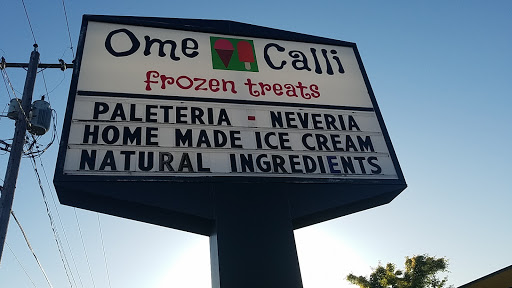 Ome Calli
frozen treats
PALETERIA - NEVERIA
HOME MADE ICE CREAM
NATURAL INGREDIENTS